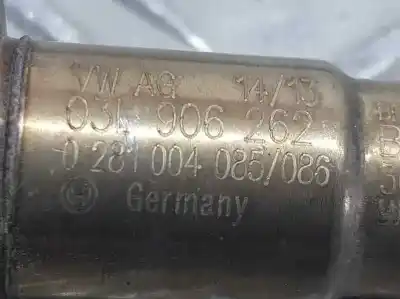 VW AG 14/13
03L 906 262
0 281 004 085/086
Germany